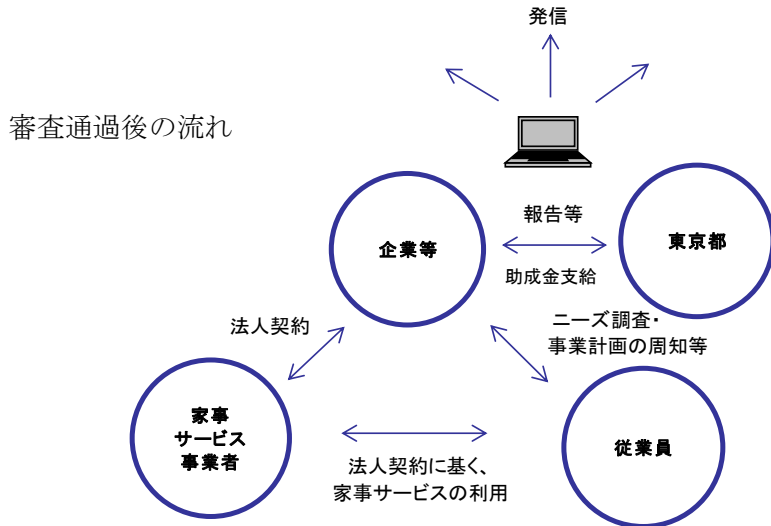 発信
審査通過後の流れ
報告等
企業等
東京都
助成金支給
法人契約
ニーズ調査・
事業計画の周知等
家事
サービス
事業者
従業員
法人契約に基く、
家事サービスの利用